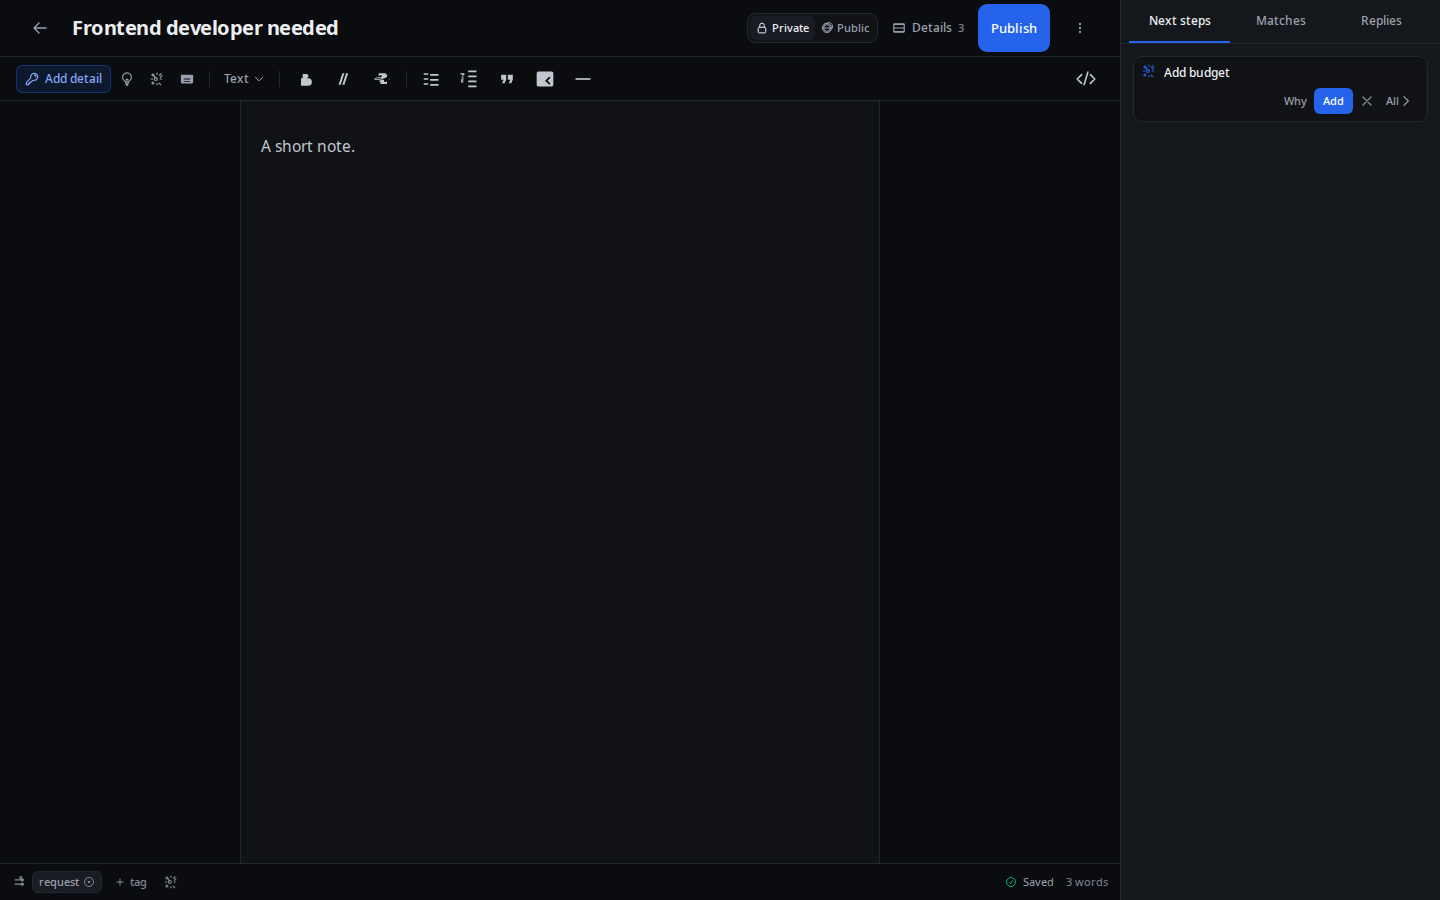 Frontend developer needed
Private
Public
Details 3
Publish
Next steps
Matches
Replies
Add detail
Text
Add budget
Why
Add
All
A short note.
request
+ tag
Saved
3 words